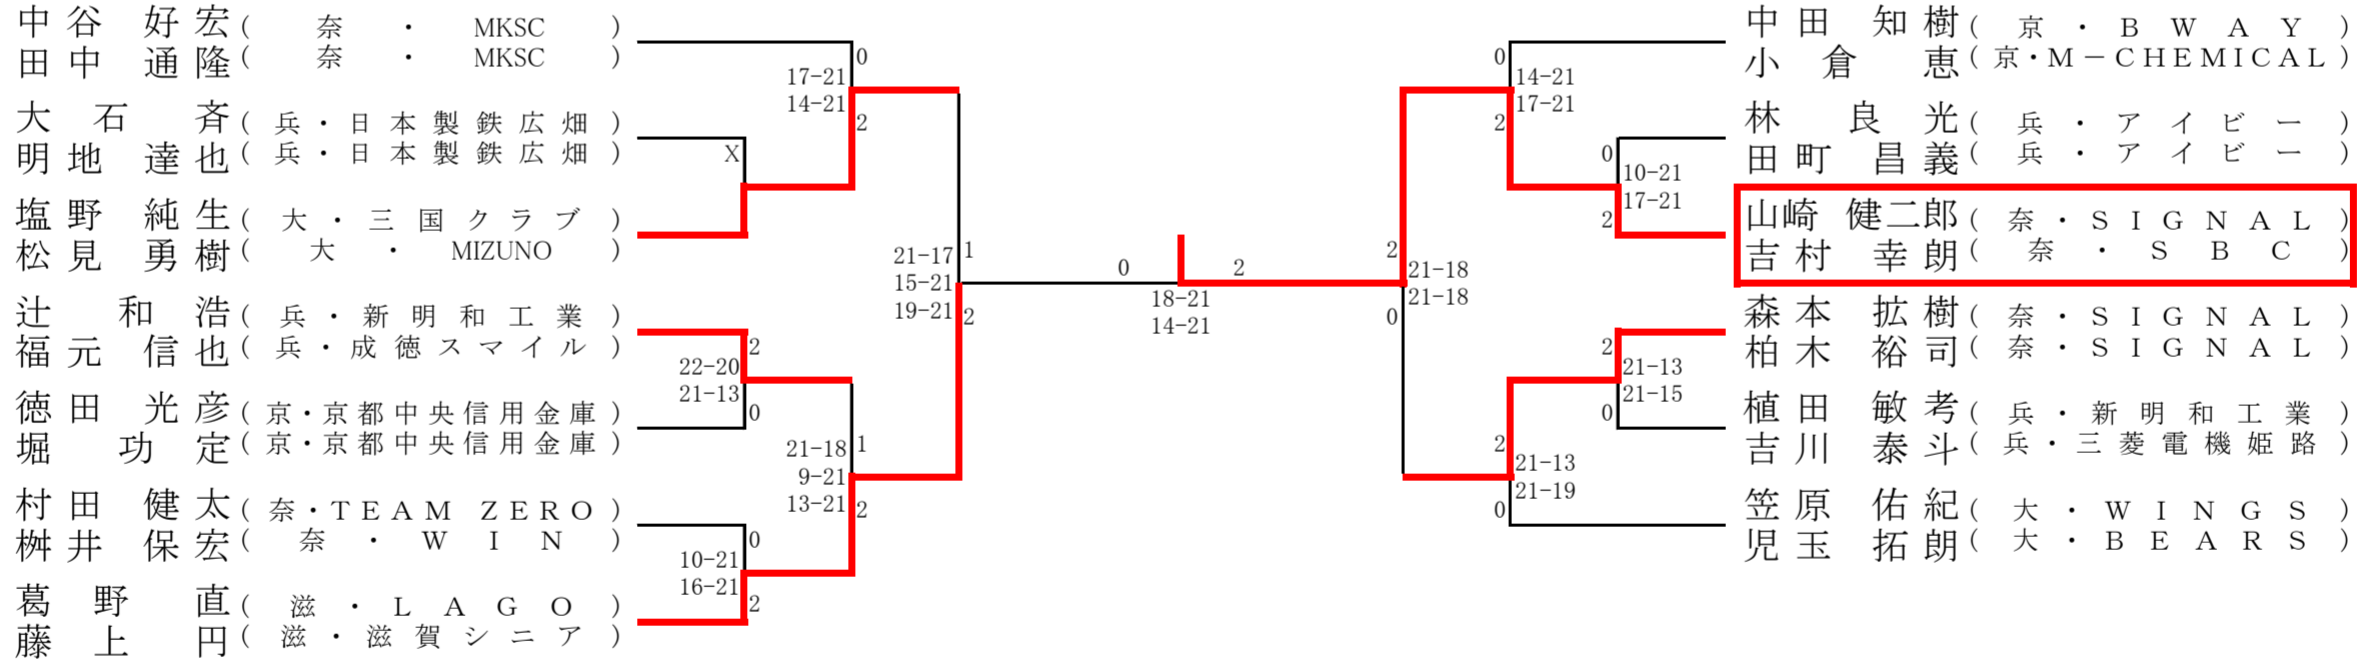 中谷 好宏(奈・MKSC)
田中 通隆(奈・MKSC)
大石 斉(兵・日本製鉄広畑)
明地 達也(兵・日本製鉄広畑)
塩野 純生(大・三国クラブ)
松見 勇樹(大・MIZUNO)
辻 和浩(兵・新明和工業)
福元 信也(兵・成徳スマイル)
徳田 光彦(京・京都中央信用金庫)
堀 功定(京・京都中央信用金庫)
村田 健太(奈・TEAM ZERO)
桝井 保宏(奈・WIN)
葛野 直(滋・LAGO)
藤上 円(滋・滋賀シニア)
0
17-21
14-21
2
X
21-17
15-21
19-21
1
2
2
22-20
21-13
0
21-18
9-21
13-21
1
2
0
10-21
16-21
2
0
2
18-21
14-21
0
14-21
17-21
2
0
10-21
17-21
2
2
21-18
21-18
0
2
21-13
21-15
0
2
21-13
21-19
0
中田 知樹(京・BWAY)
小倉 恵(京・M－CHEMICAL)
林 良光(兵・アイビー)
田町 昌義(兵・アイビー)
山崎 健二郎(奈・SIGNAL)
吉村 幸朗(奈・SBC)
森本 拡樹(奈・SIGNAL)
柏木 裕司(奈・SIGNAL)
植田 敏考(兵・新明和工業)
吉川 泰斗(兵・三菱電機姫路)
笠原 佑紀(大・WINGS)
児玉 拓朗(大・BEARS)